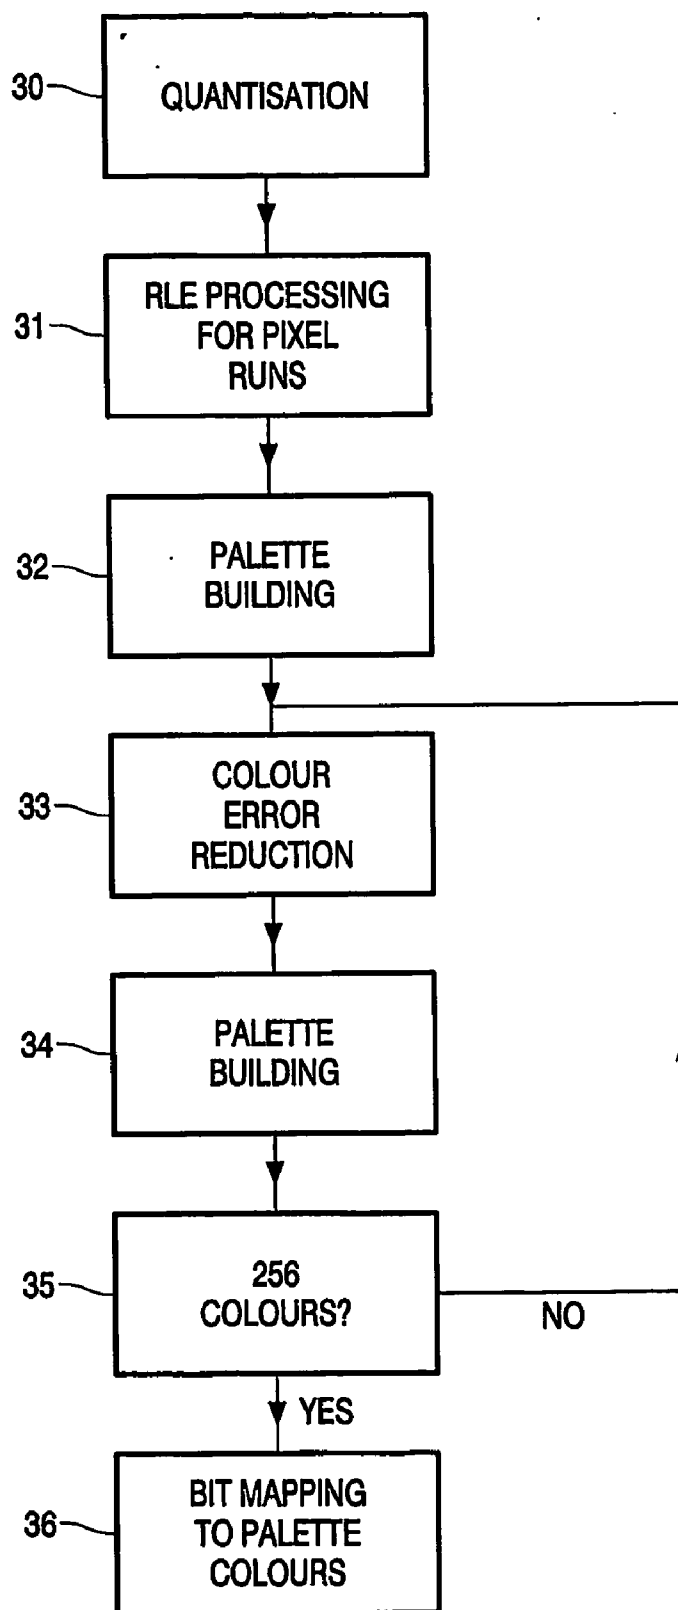 30
QUANTISATION
31
RLE PROCESSING
FOR PIXEL
RUNS
32
PALETTE
BUILDING
33
COLOUR
ERROR
REDUCTION
34
PALETTE
BUILDING
35
256
COLOURS?
NO
YES
36
BIT MAPPING
TO PALETTE
COLOURS